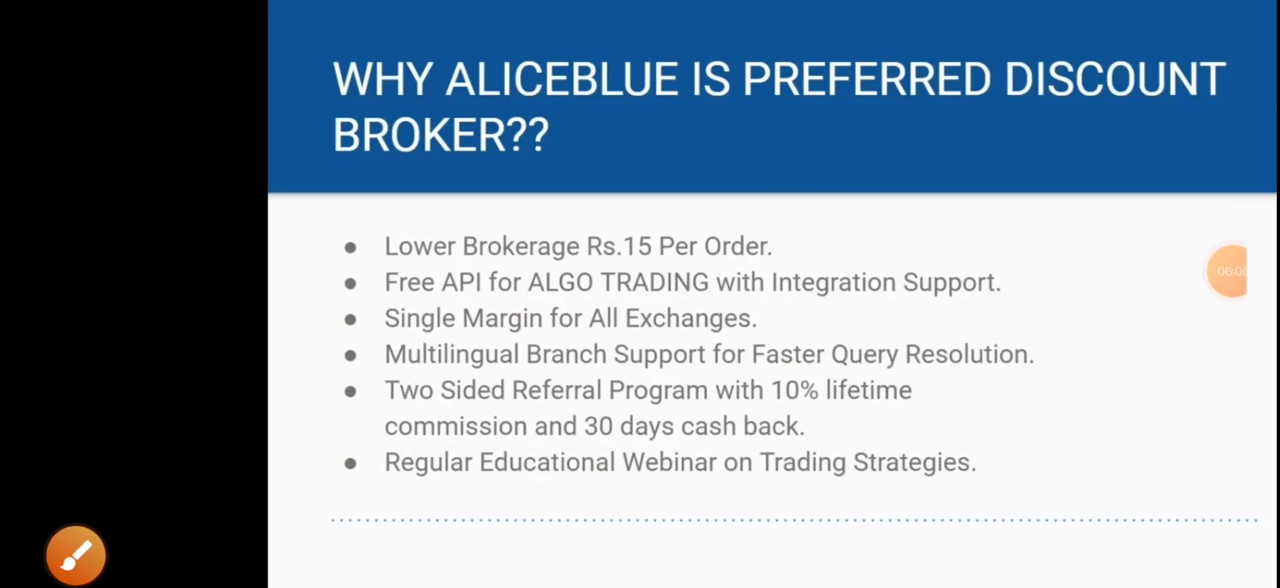 WHY ALICEBLUE IS PREFERRED DISCOUNT
BROKER??
● Lower Brokerage Rs.15 Per Order.
● Free API for ALGO TRADING with Integration Support.
● Single Margin for All Exchanges.
● Multilingual Branch Support for Faster Query Resolution.
● Two Sided Referral Program with 10% lifetime
commission and 30 days cash back.
● Regular Educational Webinar on Trading Strategies.